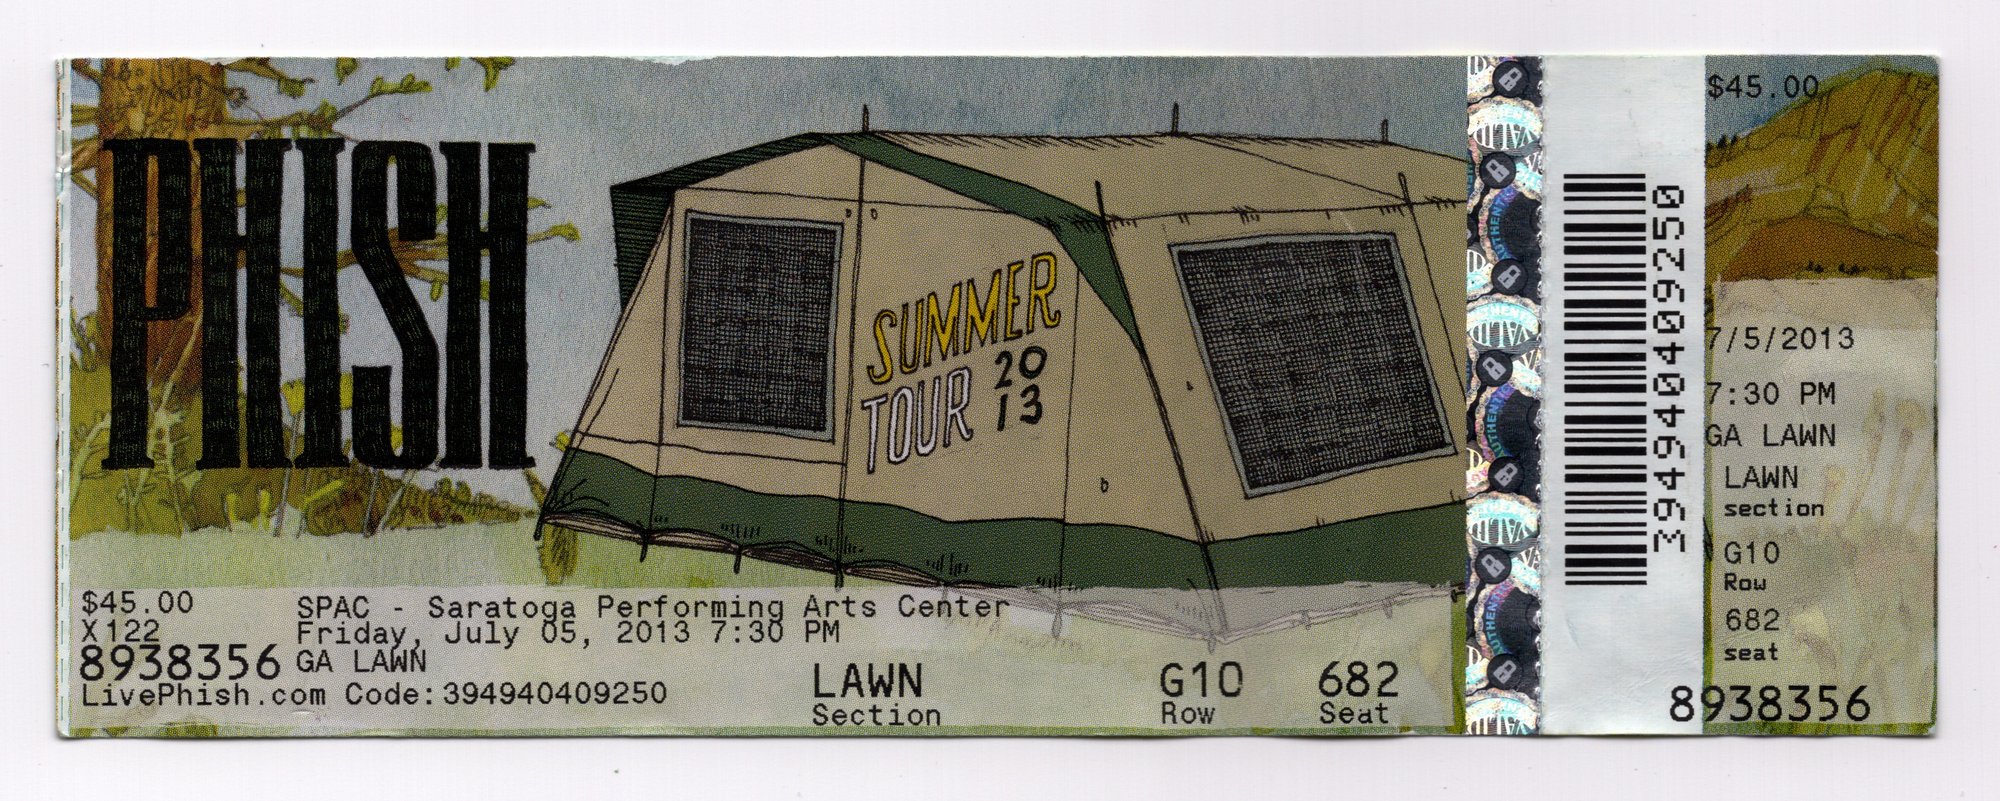 PHISH
SUMMER
TOUR
20
13
$45.00
X122
8938356
SPAC - Saratoga Performing Arts Center
Friday, July 05, 2013 7:30 PM
GA LAWN
LivePhish.com Code:394940409250
LAWN
Section
G10
Row
682
Seat
394940409250
$45.00
7/5/2013
7:30 PM
GA LAWN
LAWN
section
G10
Row
682
seat
8938356